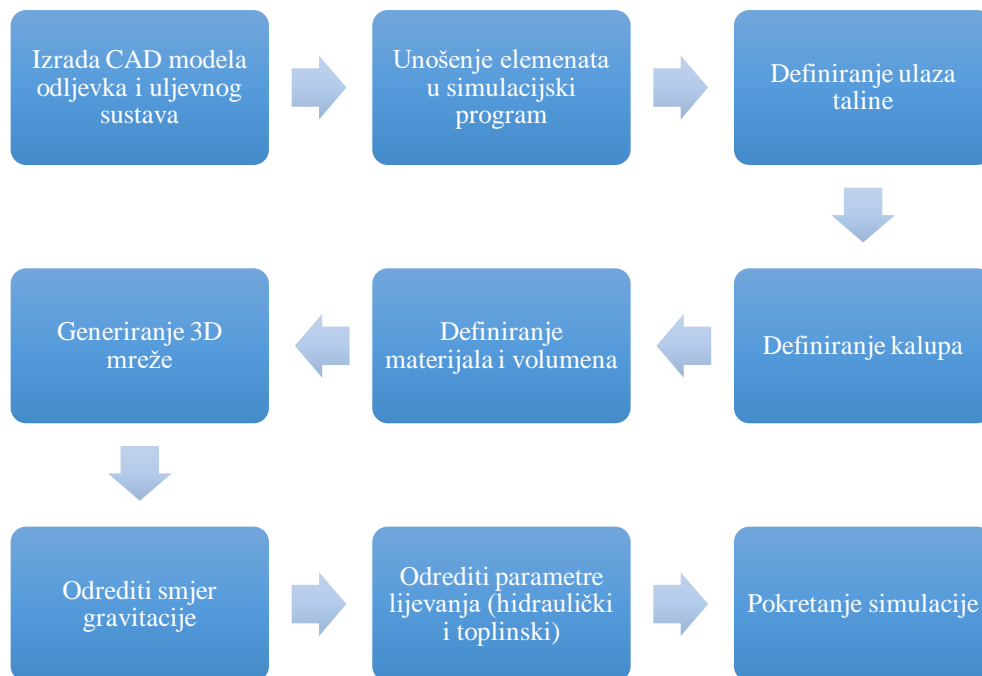 Izrada CAD modela
odljevka i uljevnog
sustava
Unošenje elemenata
u simulacijski
program
Definiranje ulaza
taline
Definiranje kalupa
Definiranje
materijala i volumena
Generiranje 3D
mreže
Odrediti smjer
gravitacije
Odrediti parametre
lijevanja (hidraulički
i toplinski)
Pokretanje simulacije